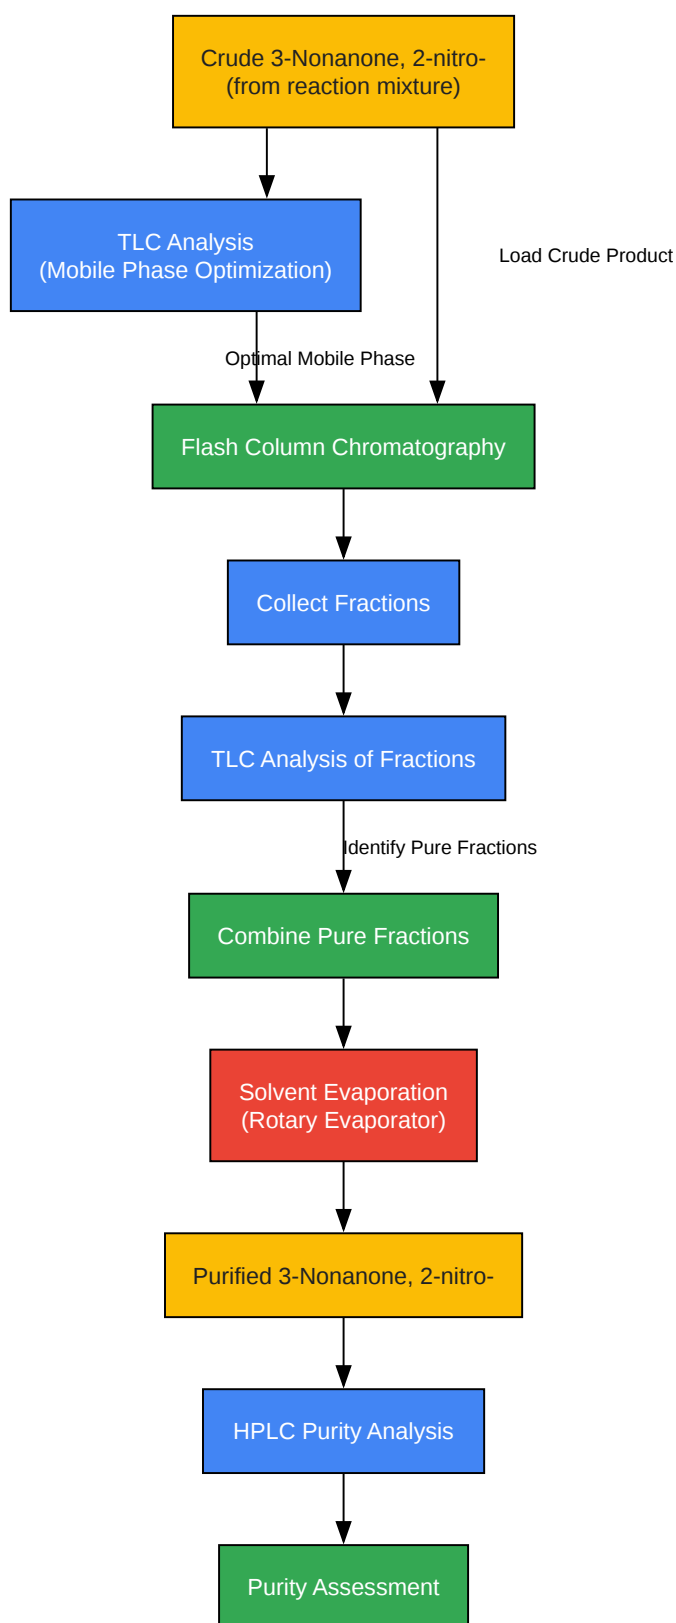 Crude 3-Nonanone, 2-nitro-
(from reaction mixture)
TLC Analysis
(Mobile Phase Optimization)
Load Crude Product
Optimal Mobile Phase
Flash Column Chromatography
Collect Fractions
TLC Analysis of Fractions
Identify Pure Fractions
Combine Pure Fractions
Solvent Evaporation
(Rotary Evaporator)
Purified 3-Nonanone, 2-nitro-
HPLC Purity Analysis
Purity Assessment